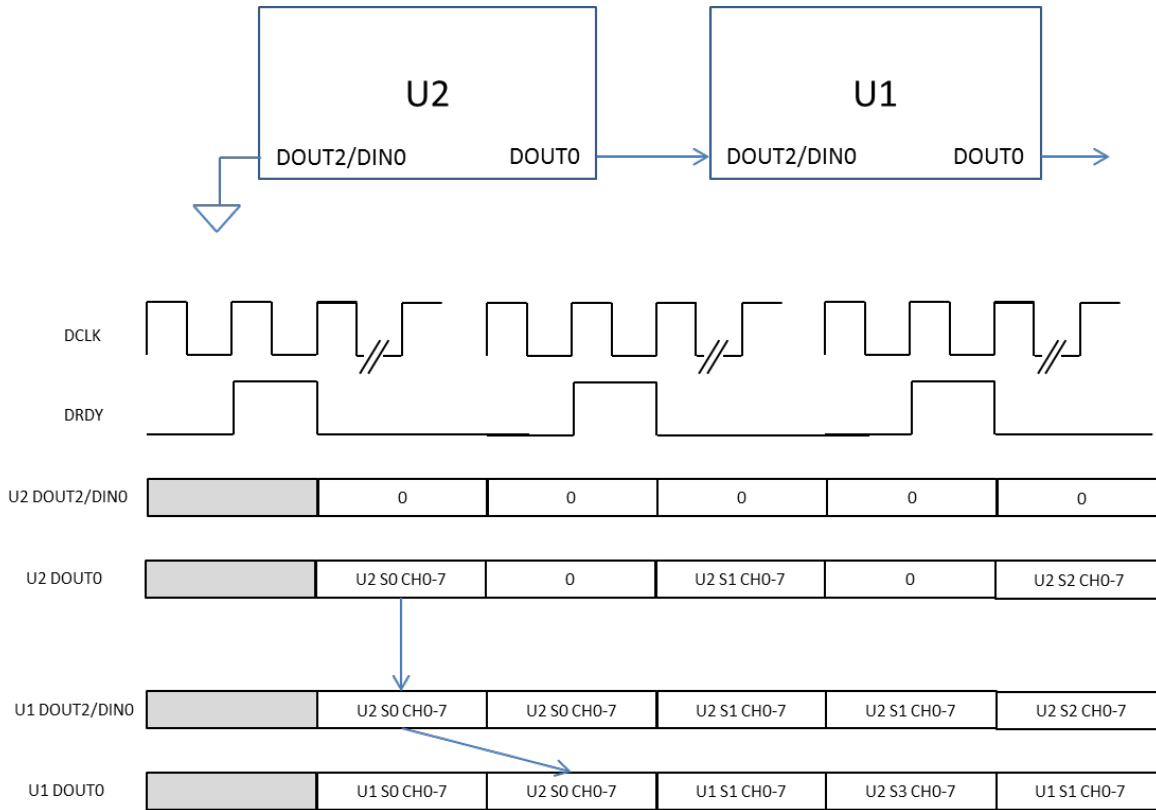 U2 U1
DOUT2/DIN0 DOUT0 DOUT2/DIN0 DOUT0
DCLK
DRDY
U2 DOUT2/DIN0 0 0 0 0 0
U2 DOUT0 U2 S0 CH0-7 0 U2 S1 CH0-7 0 U2 S2 CH0-7
U1 DOUT2/DIN0 U2 S0 CH0-7 U2 S0 CH0-7 U2 S1 CH0-7 U2 S1 CH0-7 U2 S2 CH0-7
U1 DOUT0 U1 S0 CH0-7 U2 S0 CH0-7 U1 S1 CH0-7 U2 S3 CH0-7 U1 S1 CH0-7